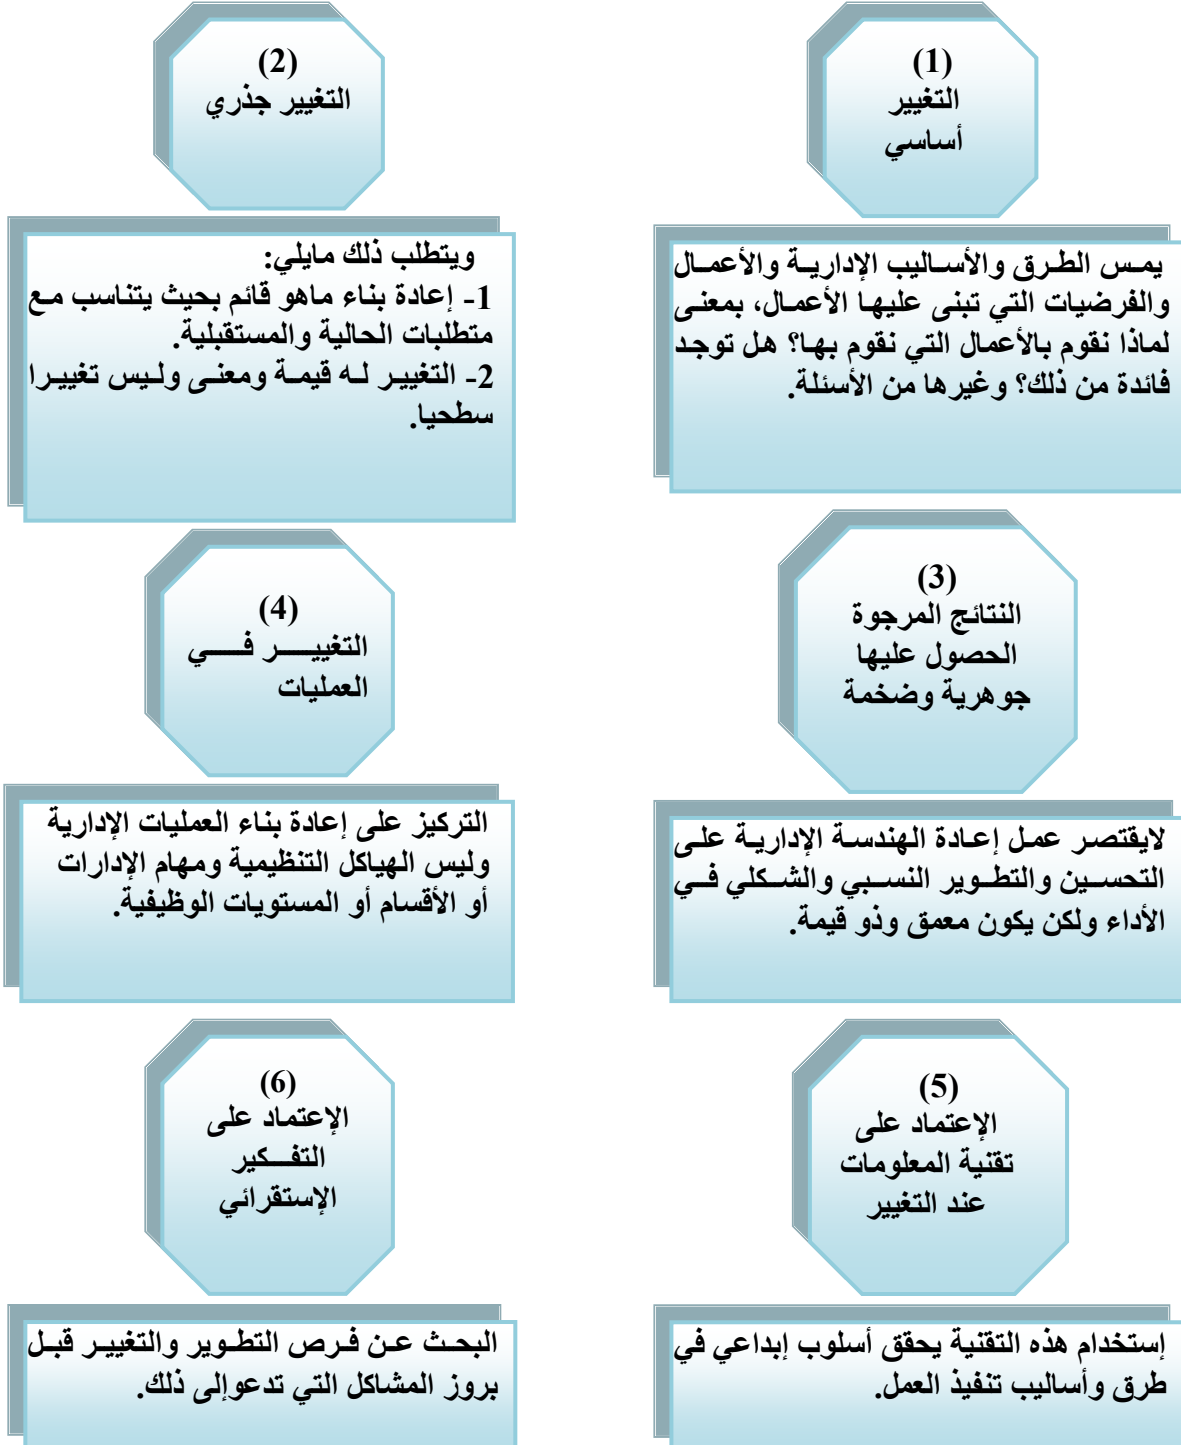 (1)
التغيير
أساسي
يمس الطرق والأساليب الإدارية والأعمال
والفرضيات التي تبنى عليها الأعمال، بمعنى
لماذا نقوم بالأعمال التي نقوم بها؟ هل توجد
فائدة من ذلك؟ وغيرها من الأسئلة.
(2)
التغيير جذري
ويتطلب ذلك مايلي:
1- إعادة بناء ماهو قائم بحيث يتناسب مع
متطلبات الحالية والمستقبلية.
2- التغيير له قيمة ومعنى وليس تغييرا
سطحيا.
(3)
النتائج المرجوة
الحصول عليها
جوهرية وضخمة
لايقتصر عمل إعادة الهندسة الإدارية على
التحسين والتطوير النسبي والشكلي في
الأداء ولكن يكون معمق وذو قيمة.
(4)
التغيير في
العمليات
التركيز على إعادة بناء العمليات الإدارية
وليس الهياكل التنظيمية ومهام الإدارات
أو الأقسام أو المستويات الوظيفية.
(5)
الإعتماد على
تقنية المعلومات
عند التغيير
إستخدام هذه التقنية يحقق أسلوب إبداعي في
طرق وأساليب تنفيذ العمل.
(6)
الإعتماد على
التفكير
الإستقرائي
البحث عن فرص التطوير والتغيير قبل
بروز المشاكل التي تدعوإلى ذلك.